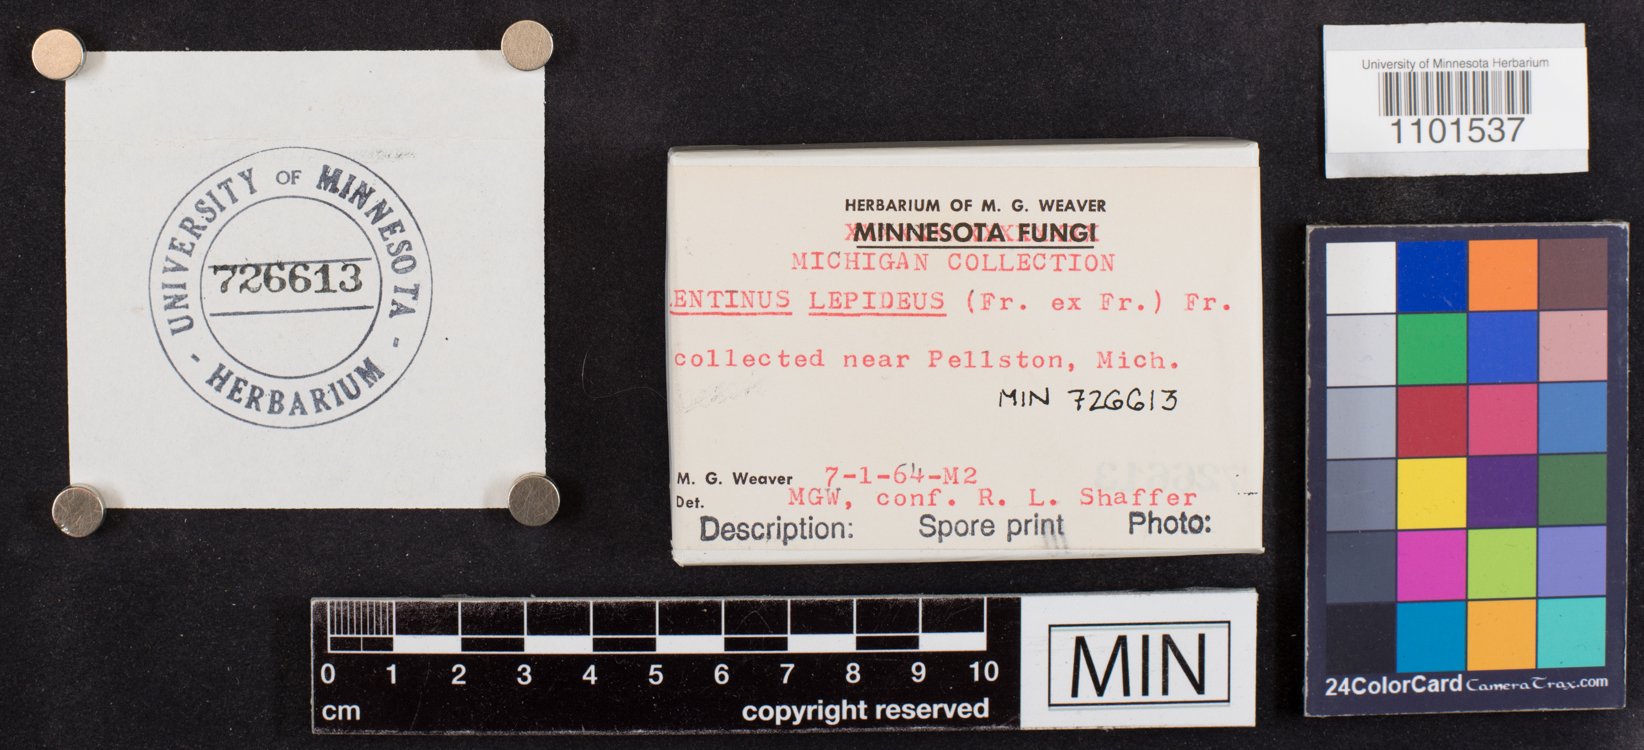 UNIVERSITY OF MINNESOTA
726613
- HERBARIUM -
University of Minnesota Herbarium
1101537
HERBARIUM OF M. G. WEAVER
MINNESOTA FUNGI
MICHIGAN COLLECTION
ENTINUS LEPIDEUS (Fr. ex Fr.) Fr.
collected near Pellston, Mich.
MIN 726613
M. G. Weaver 7-1-64-M2
Det. MGW, conf. R. L. Shaffer
Description: Spore print Photo:
0 1 2 3 4 5 6 7 8 9 10
cm copyright reserved
MIN
24ColorCard CameraTrax.com